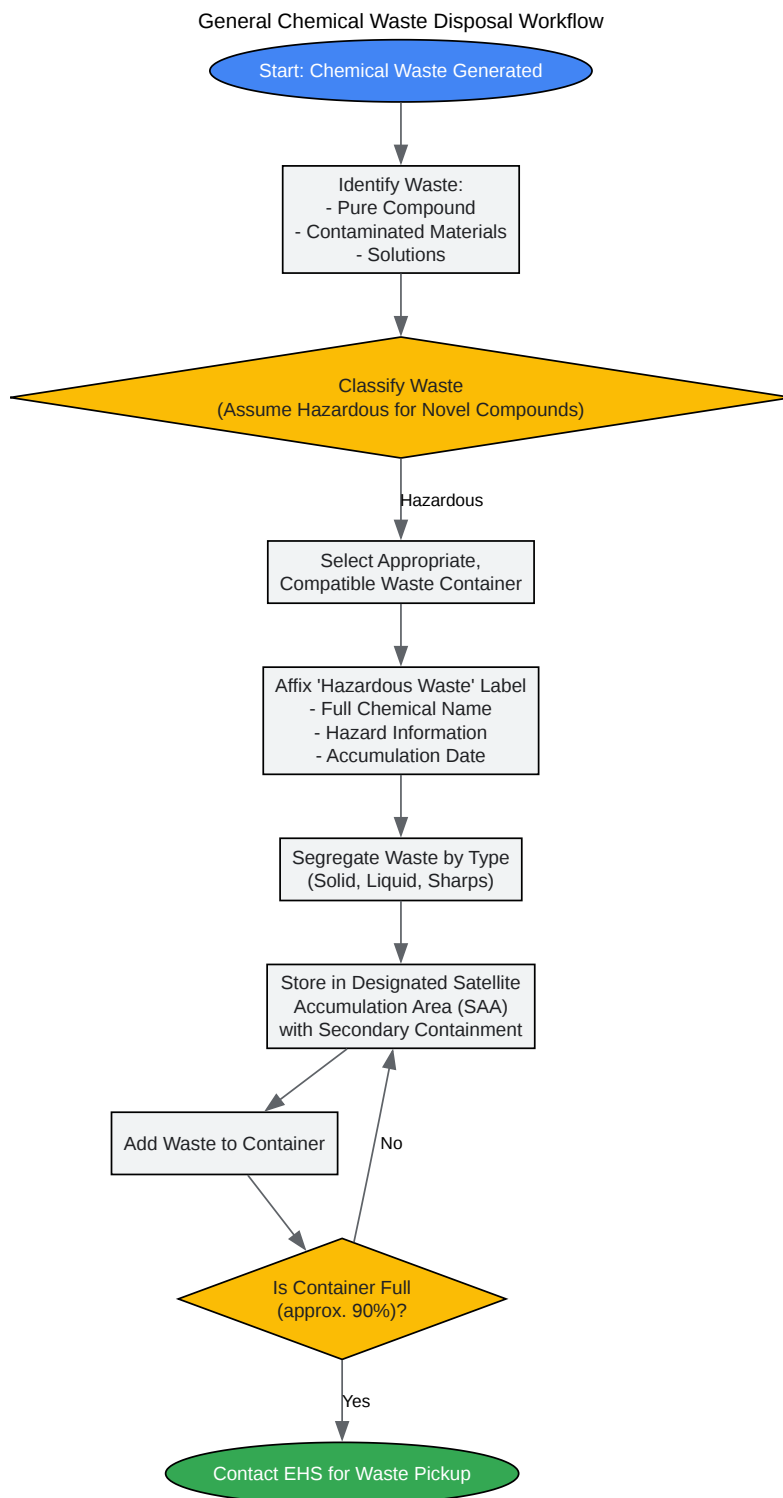 General Chemical Waste Disposal Workflow
Start: Chemical Waste Generated
Identify Waste:
- Pure Compound
- Contaminated Materials
- Solutions
Classify Waste
(Assume Hazardous for Novel Compounds)
Hazardous
Select Appropriate,
Compatible Waste Container
Affix 'Hazardous Waste' Label
- Full Chemical Name
- Hazard Information
- Accumulation Date
Segregate Waste by Type
(Solid, Liquid, Sharps)
Store in Designated Satellite
Accumulation Area (SAA)
with Secondary Containment
Add Waste to Container
No
Is Container Full
(approx. 90%)?
Yes
Contact EHS for Waste Pickup